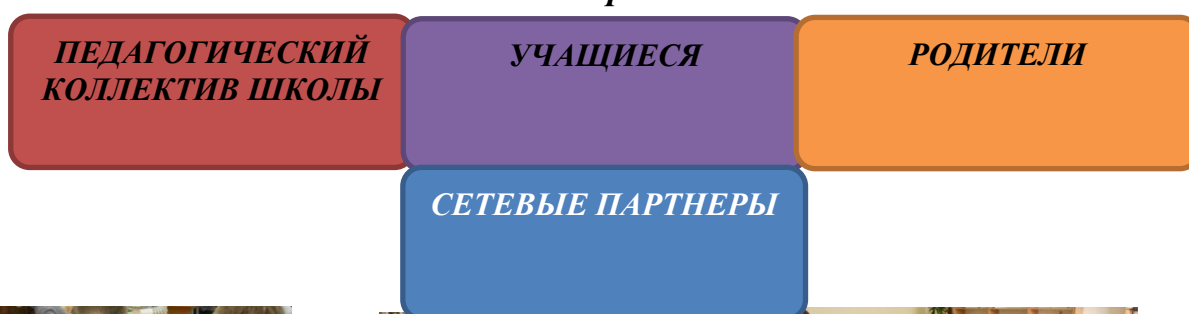 ПЕДАГОГИЧЕСКИЙ
КОЛЛЕКТИВ ШКОЛЫ
УЧАЩИЕСЯ
РОДИТЕЛИ
СЕТЕВЫЕ ПАРТНЕРЫ